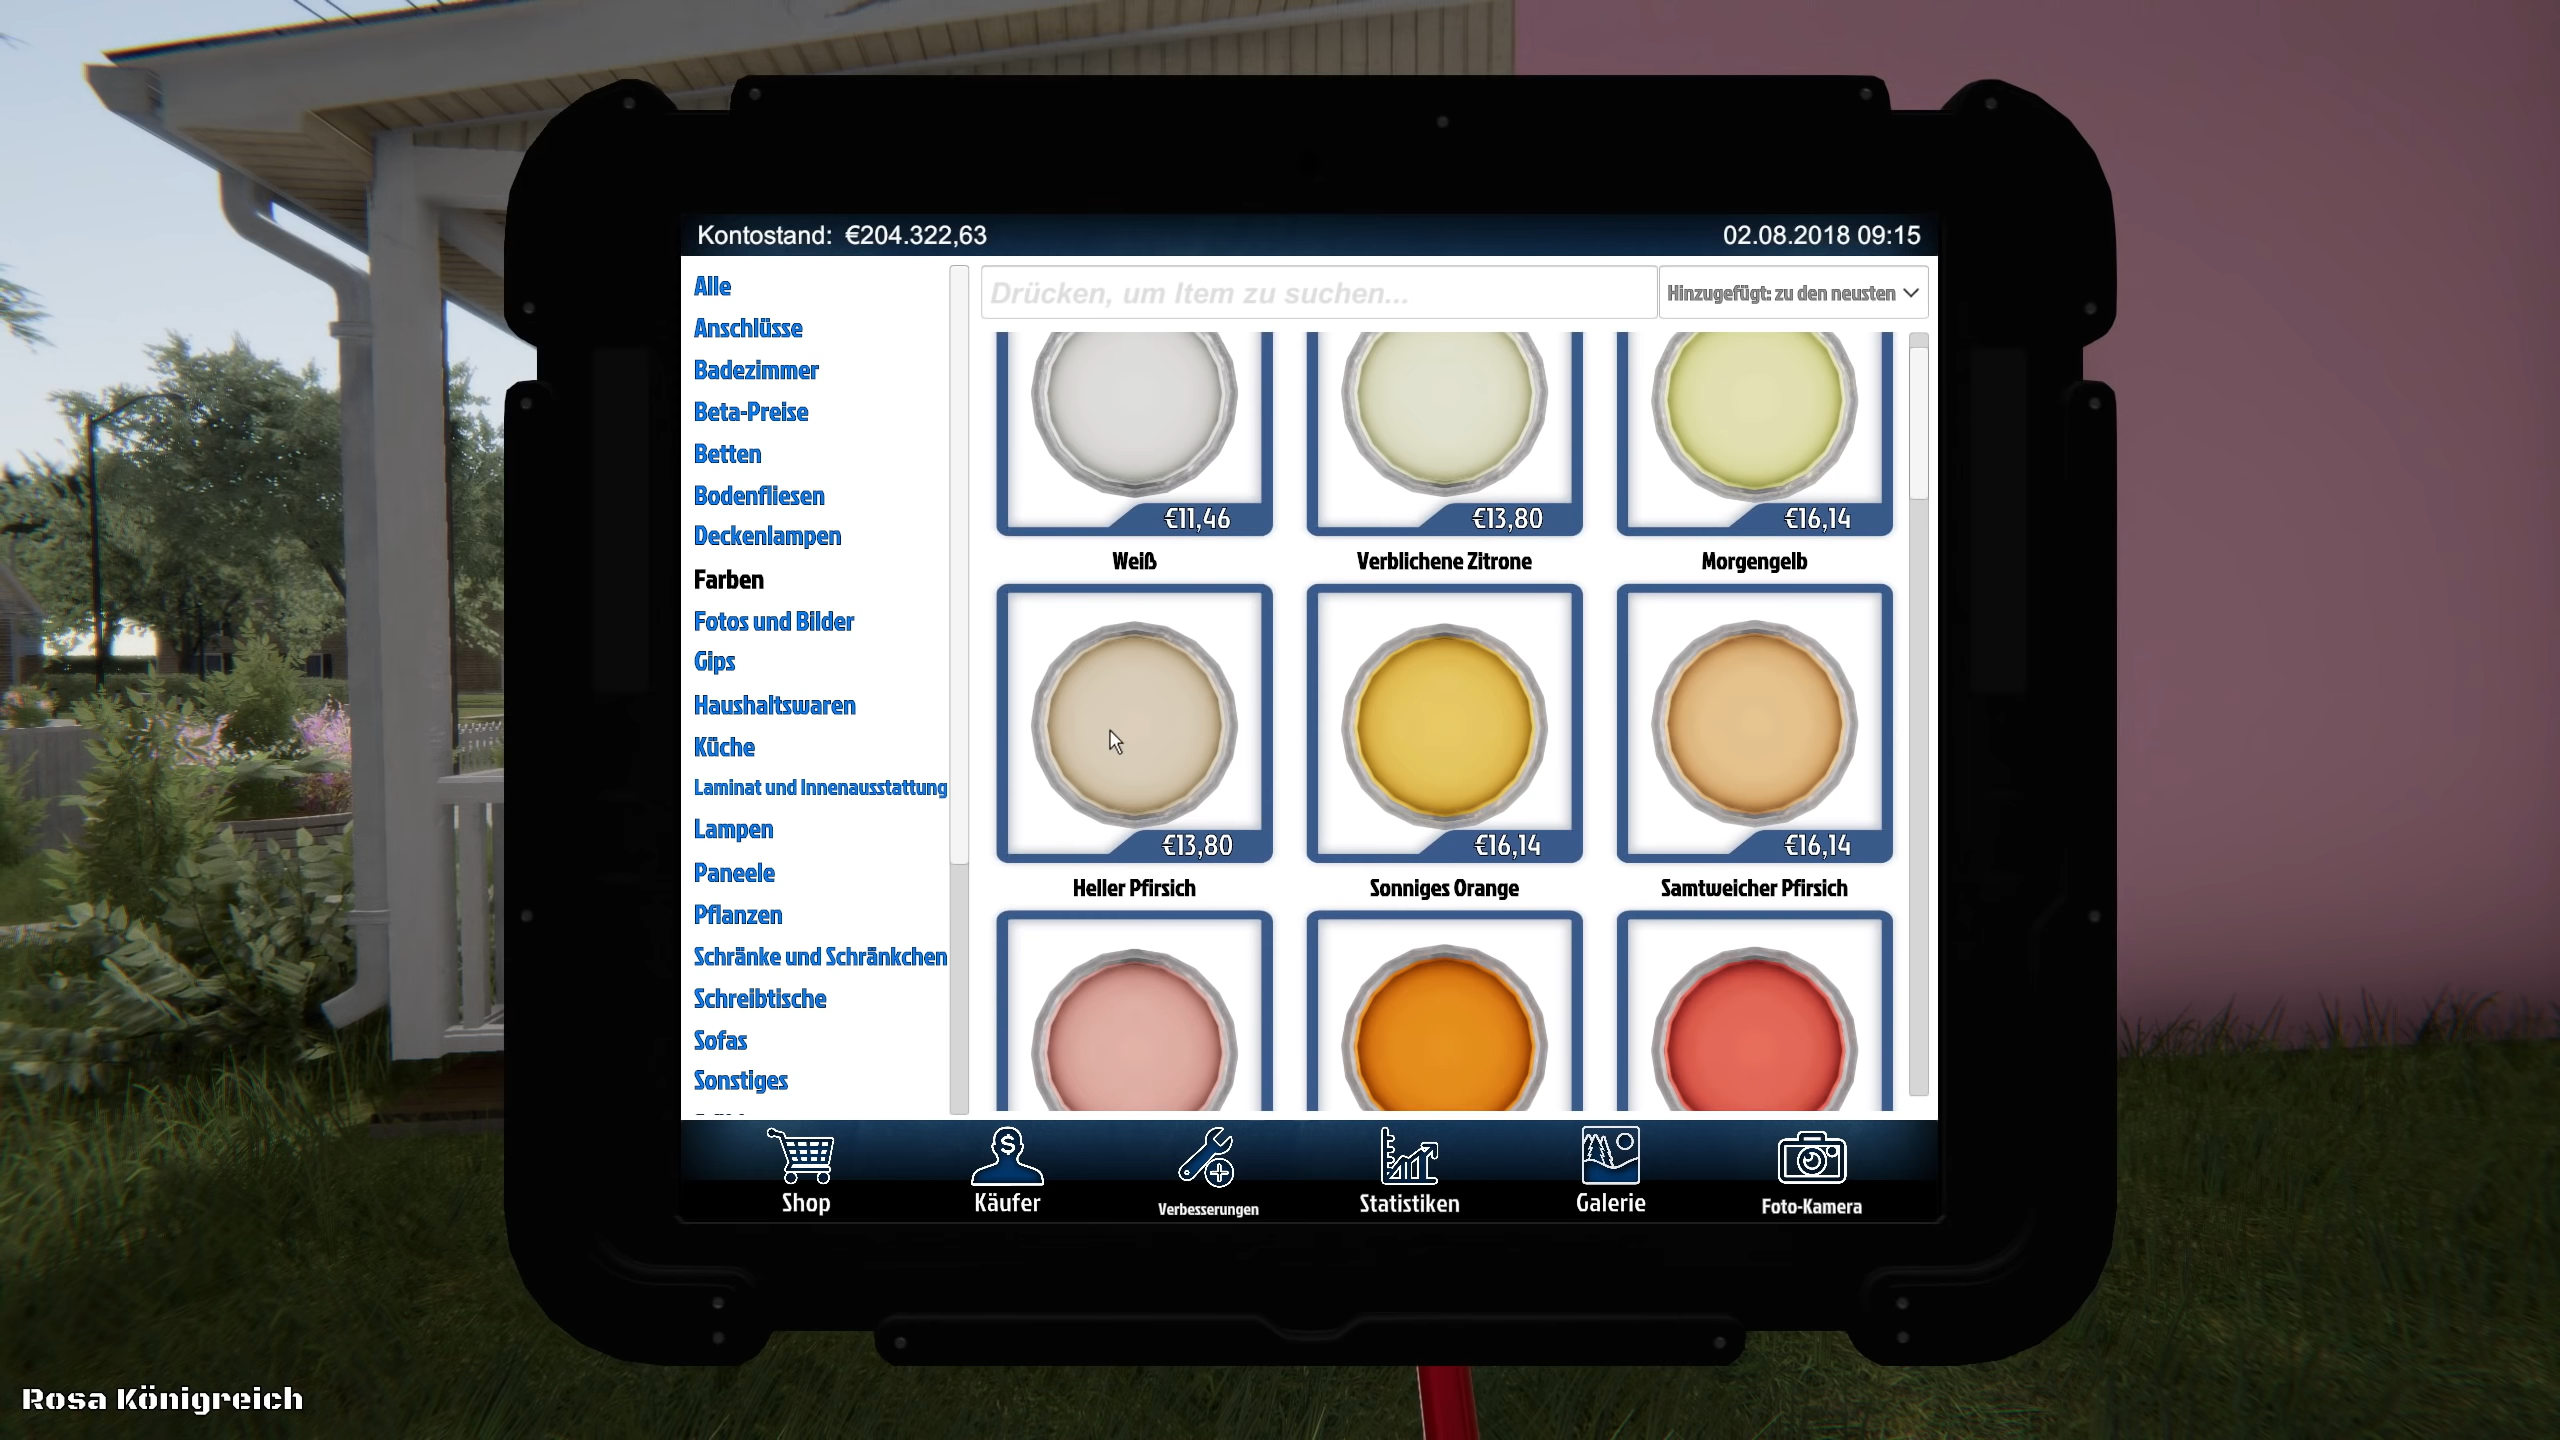 Kontostand: €204.322,63
02.08.2018 09:15
Alle
Anschlüsse
Badezimmer
Beta-Preise
Betten
Bodenfliesen
Deckenlampen
Farben
Fotos und Bilder
Gips
Haushaltswaren
Küche
Laminat und Innenausstattung
Lampen
Paneele
Pflanzen
Schränke und Schränkchen
Schreibtische
Sofas
Sonstiges
Drücken, um Item zu suchen...
Hinzugefügt: zu den neusten
€11,46
€13,80
€16,14
Weiß
Verblichene Zitrone
Morgengelb
€13,80
€16,14
€16,14
Heller Pfirsich
Sonniges Orange
Samtweicher Pfirsich
Shop
Käufer
Verbesserungen
Statistiken
Galerie
Foto-Kamera
Rosa Königreich